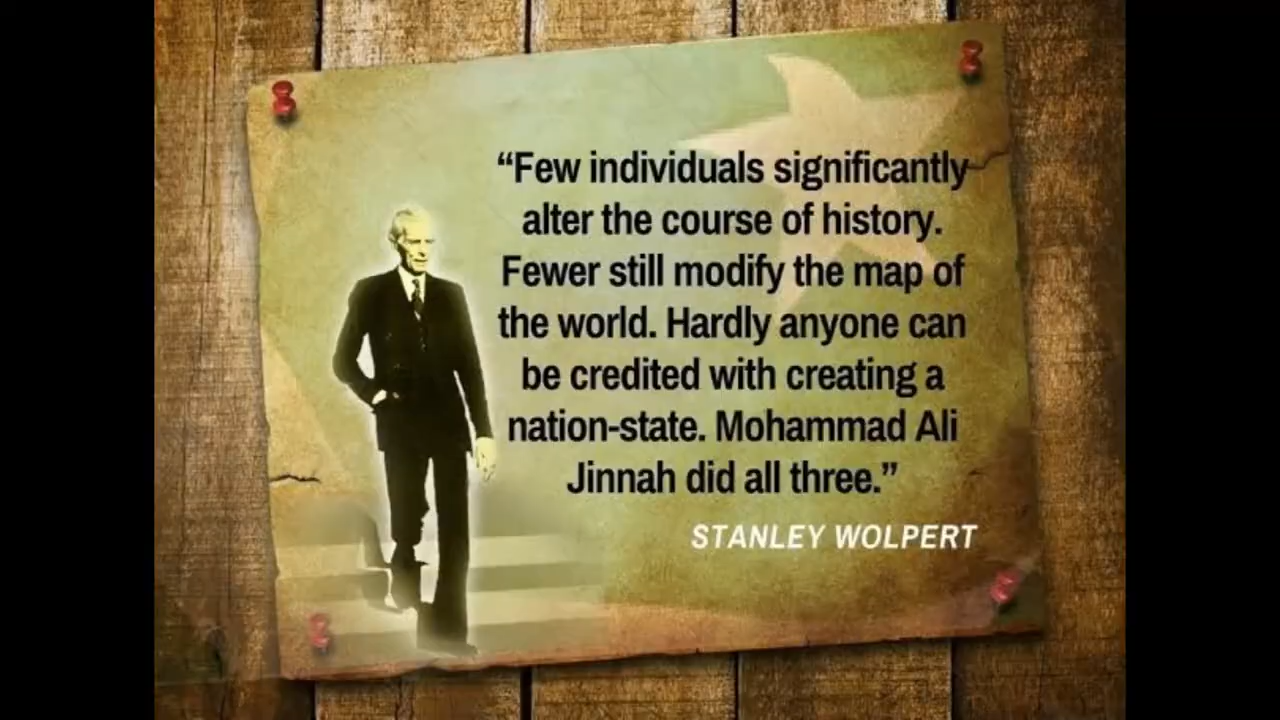 “Few individuals significantly
alter the course of history.
Fewer still modify the map of
the world. Hardly anyone can
be credited with creating a
nation-state. Mohammad Ali
Jinnah did all three.”
STANLEY WOLPERT